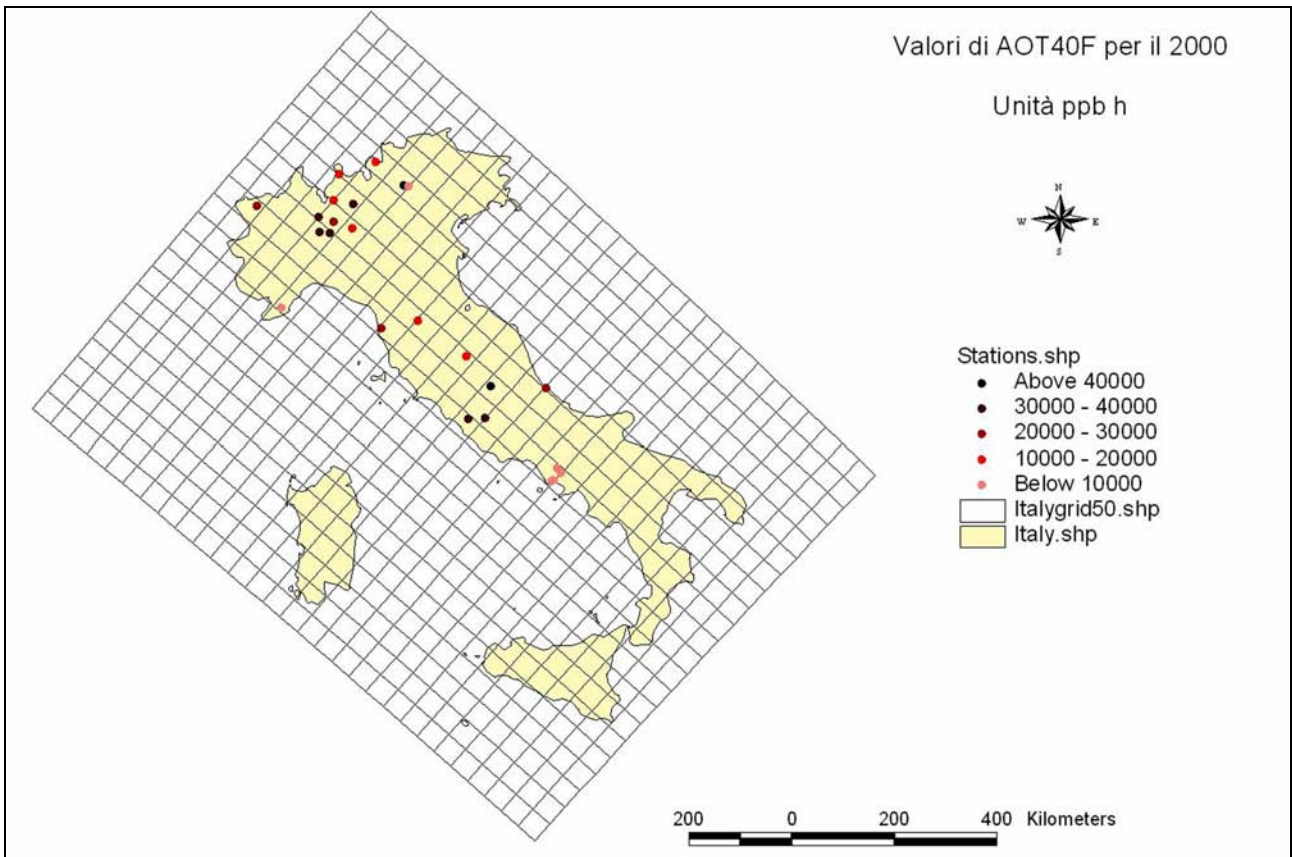 Valori di AOT40F per il 2000
Unità ppb h
N
W E
S
Stations.shp
Above 40000
30000 - 40000
20000 - 30000
10000 - 20000
Below 10000
Italygrid50.shp
Italy.shp
200 0 200 400 Kilometers